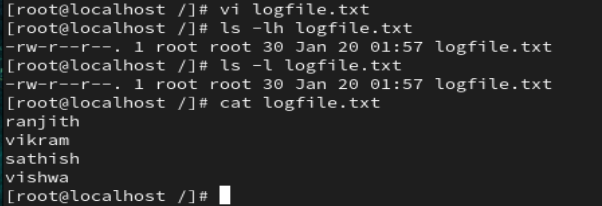 [root@localhost /]# vi logfile.txt
[root@localhost /]# ls -lh logfile.txt
-rw-r--r--. 1 root root 30 Jan 20 01:57 logfile.txt
[root@localhost /]# ls -l logfile.txt
-rw-r--r--. 1 root root 30 Jan 20 01:57 logfile.txt
[root@localhost /]# cat logfile.txt
ranjith
vikram
sathish
vishwa
[root@localhost /]#